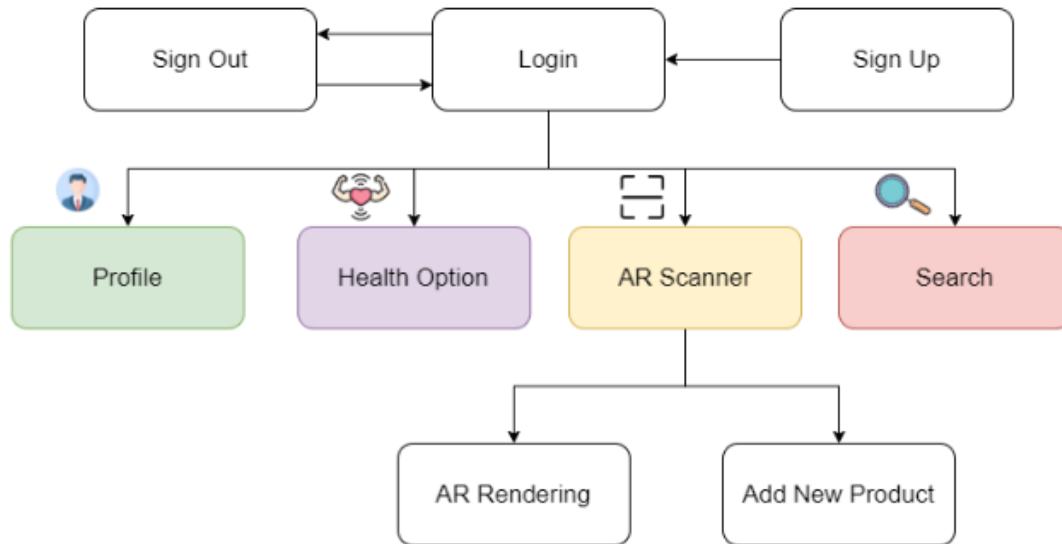 Sign Out
Login
Sign Up
Profile
Health Option
AR Scanner
Search
AR Rendering
Add New Product